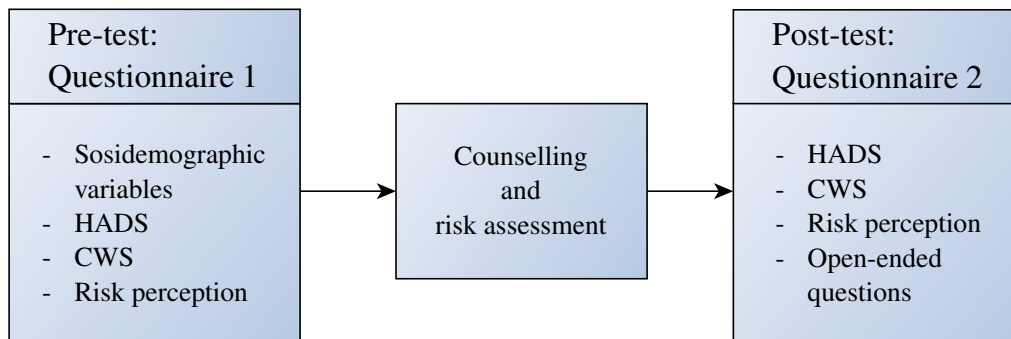 Pre-test:
Questionnaire 1
- Sosidemographic
variables
- HADS
- CWS
- Risk perception
Counselling
and
risk assessment
Post-test:
Questionnaire 2
- HADS
- CWS
- Risk perception
- Open-ended
questions